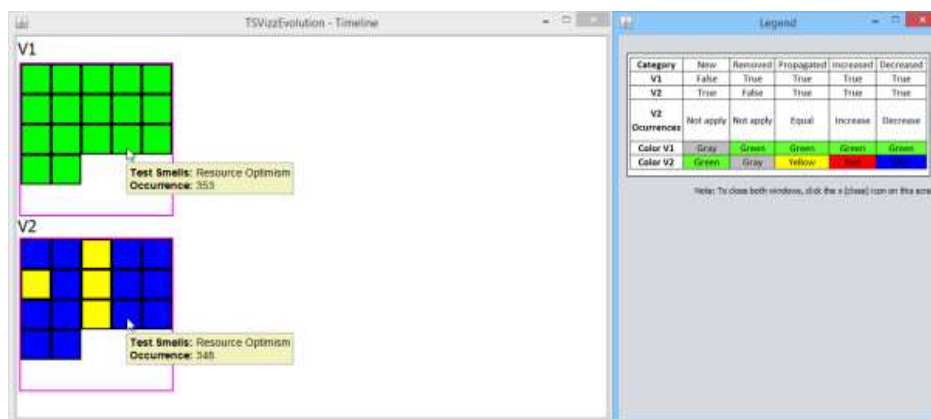 TSVizzEvolution - Timeline
V1
Test Smells: Resource Optimism
Occurrence: 353
V2
Test Smells: Resource Optimism
Occurrence: 348
Legend
Category New Removed Propagated Increased Decreased
V1 False True True True True
V2 True False True True True
V2
Ocurrences Not apply Not apply Equal Increase Decrease
Color V1 Gray Green Green Green Green
Color V2 Green Gray Yellow Red
Note: To close both windows, click the x (close) icon on this